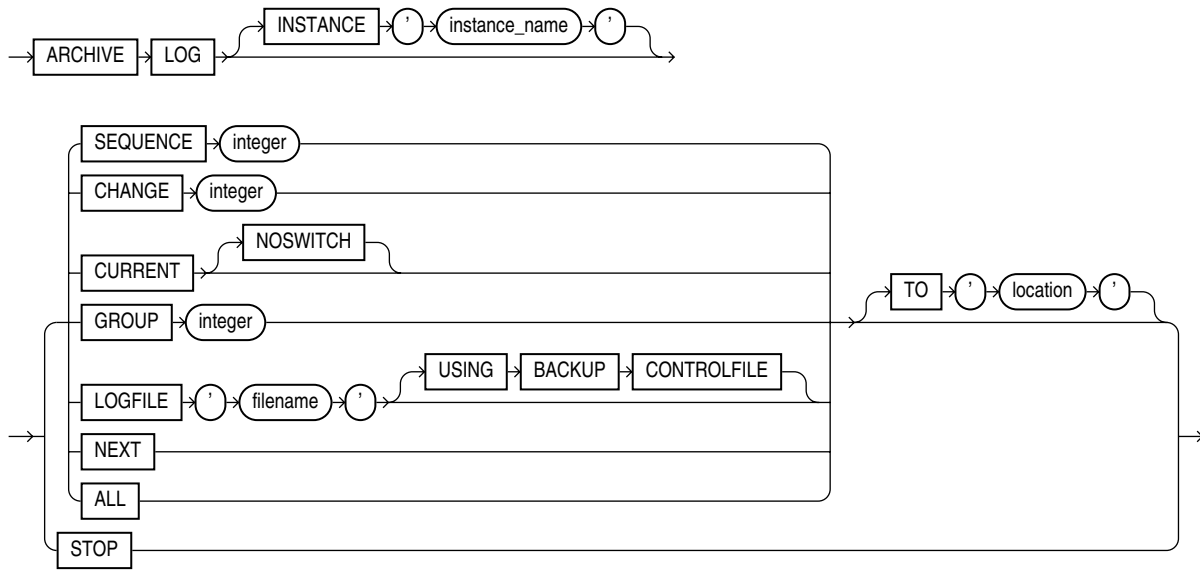 INSTANCE ' instance_name '
ARCHIVE LOG
SEQUENCE integer
CHANGE integer
NOSWITCH
CURRENT
TO ' location '
GROUP integer
USING BACKUP CONTROLFILE
LOGFILE ' filename '
NEXT
ALL
STOP